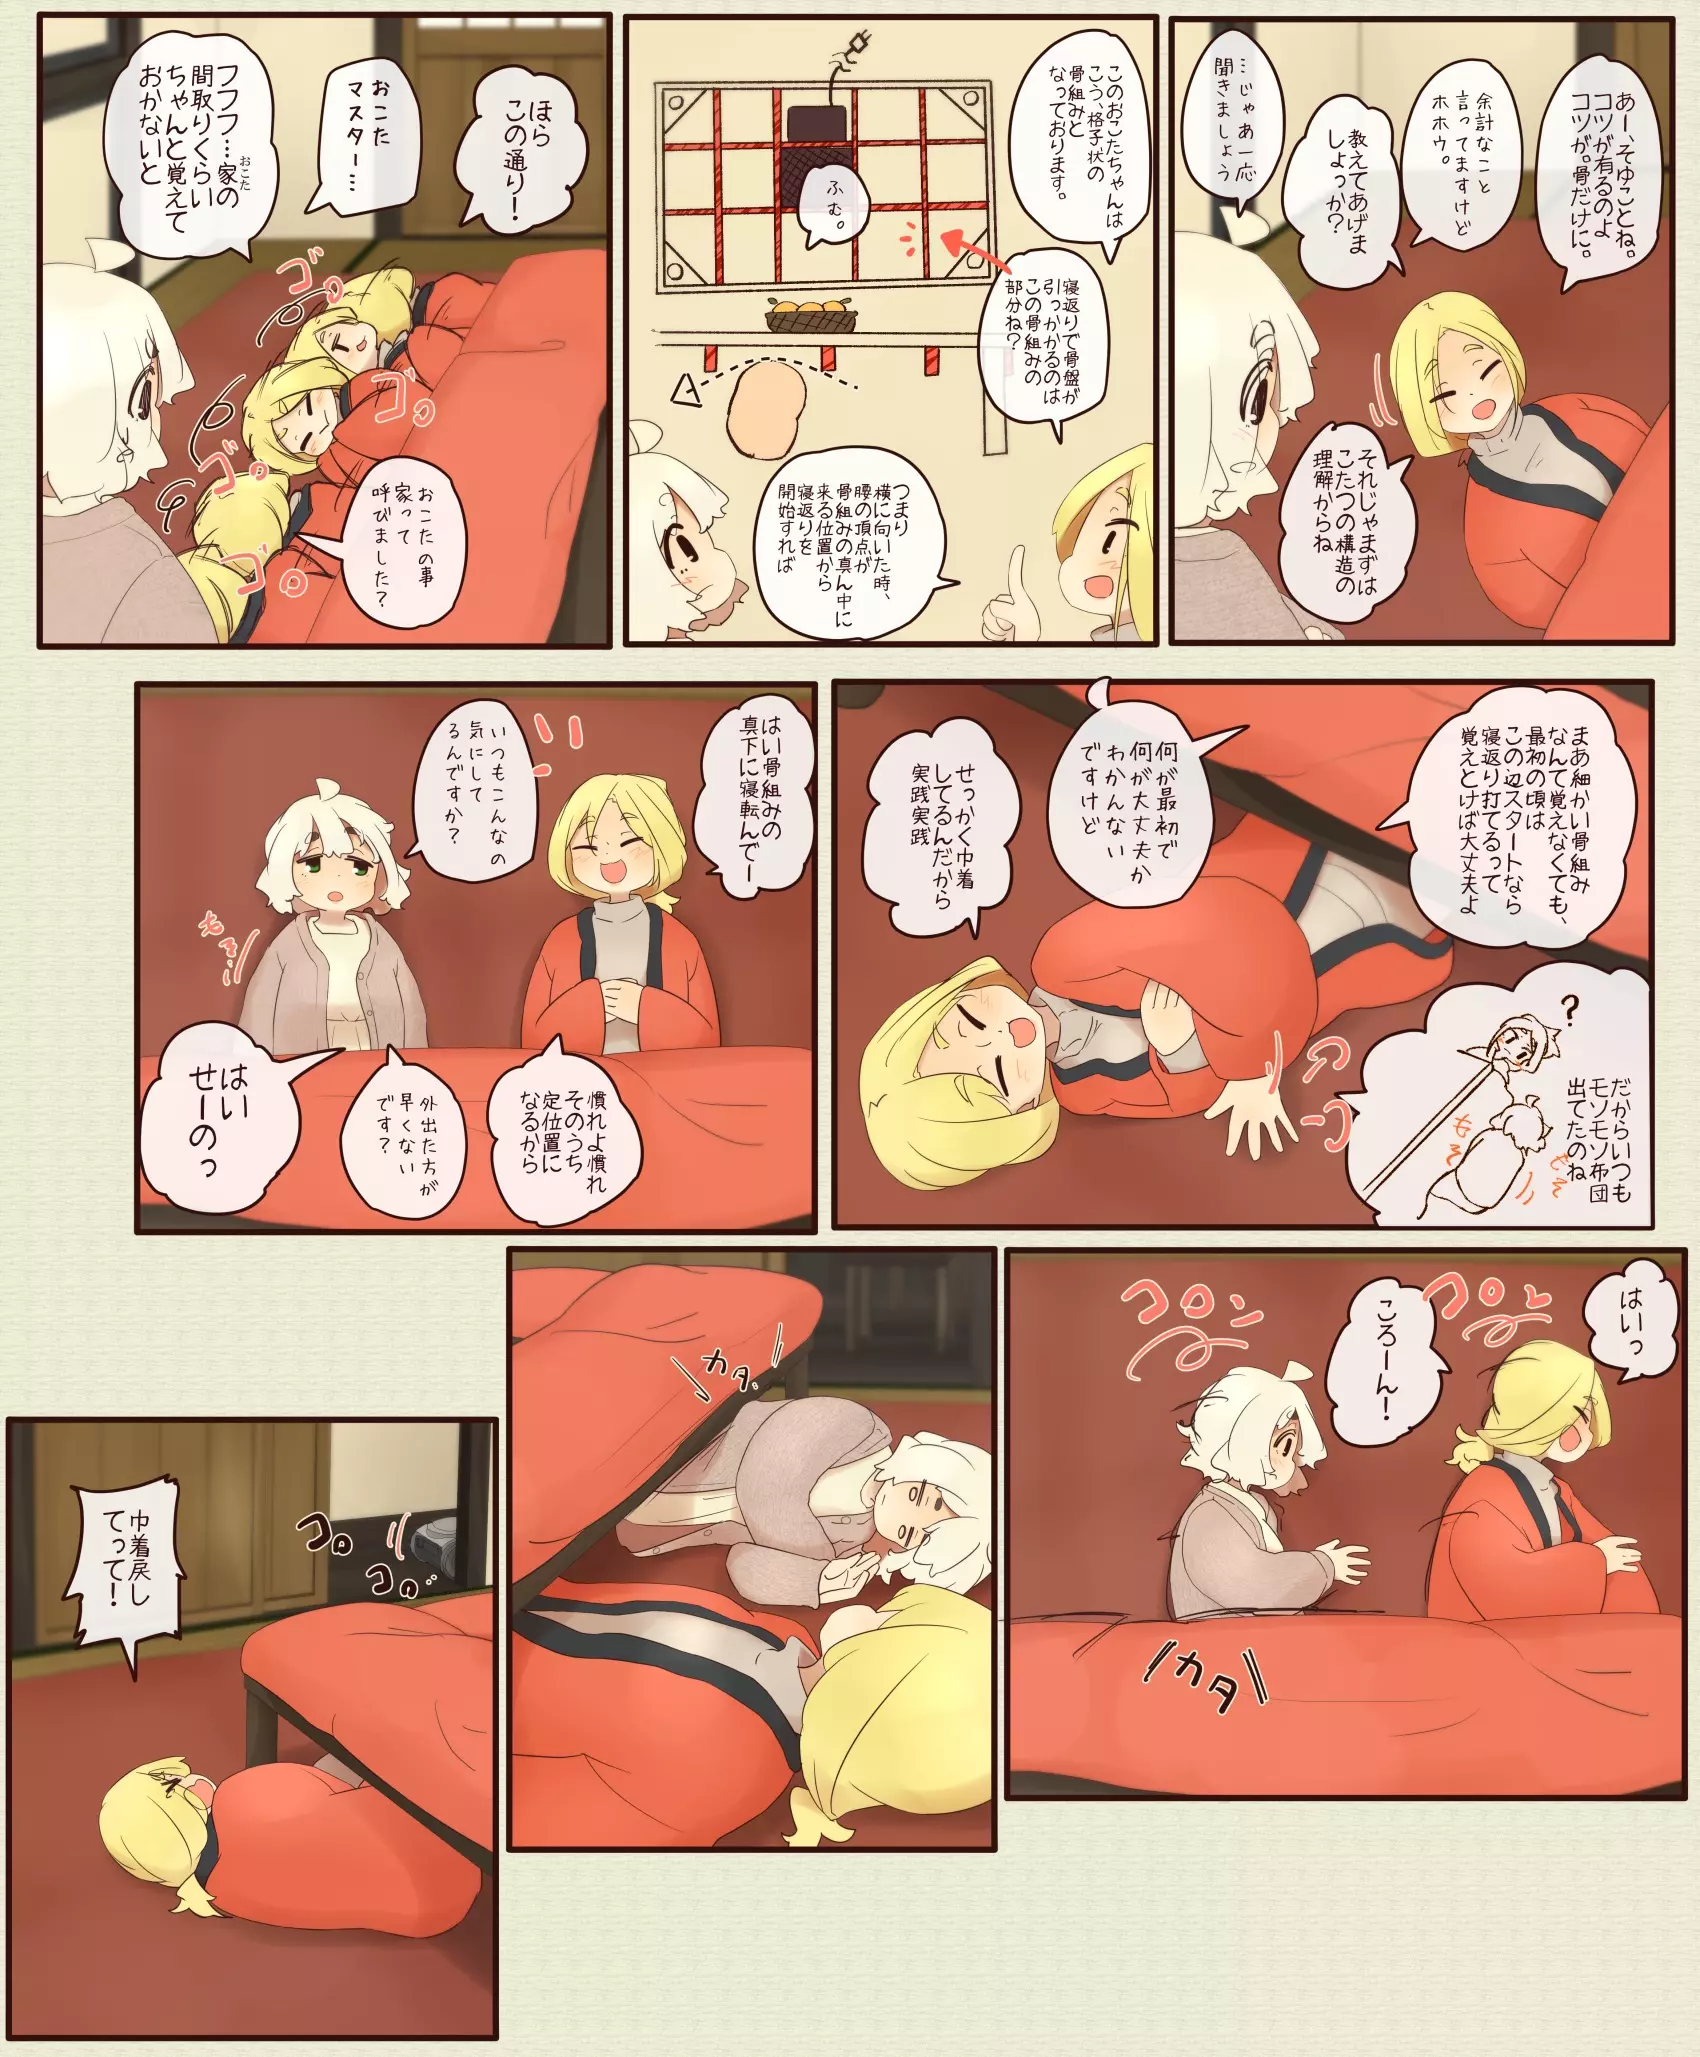 あー、そゆことね。
コツが有るのよ
コツが。骨だけに。
余計なこと
言ってますけど
ホホウ。
教えてあげま
しょっか？
…じゃあ一応
聞きましょう
それじゃまずは
こたつの構造の
理解からね
このおこたちゃんは
こう、格子状の
骨組みと
なっております。
ふむ。
寝返りで骨盤が
引っかかるのは
この骨組みの
部分ね？
つまり
横に向いた時、
腰の頂点が
骨組みの真ん中に
来る位置から
寝返りを
開始すれば
ほら
この通り！
おこた
マスター…
フフフ…家の
おこた
間取りくらい
ちゃんと覚えて
おかないと
おこたの事
家って
呼びました？
ゴロ
ゴロ
ゴロ
ゴロ
まあ細かい骨組み
なんて覚えなくても、
最初の頃は
この辺スタートなら
寝返り打てるって
覚えとけば大丈夫よ
何が最初で
何が大丈夫か
わかんない
ですけど
せっかく巾着
してるんだから
実践実践
？
だからいつも
モソモソ布団
出てたのね
もそ
もそ
はい骨組みの
真下に寝転んでー
いつもこんなの
気にして
るんですか？
もそ
慣れよ慣れ
そのうち
定位置に
なるから
外出た方が
早くない
です？
はい
せーのっ
はいっ
コロン
ころーん！
コロン
カタ
カタ
コロ
コロ…
巾着戻し
てって！